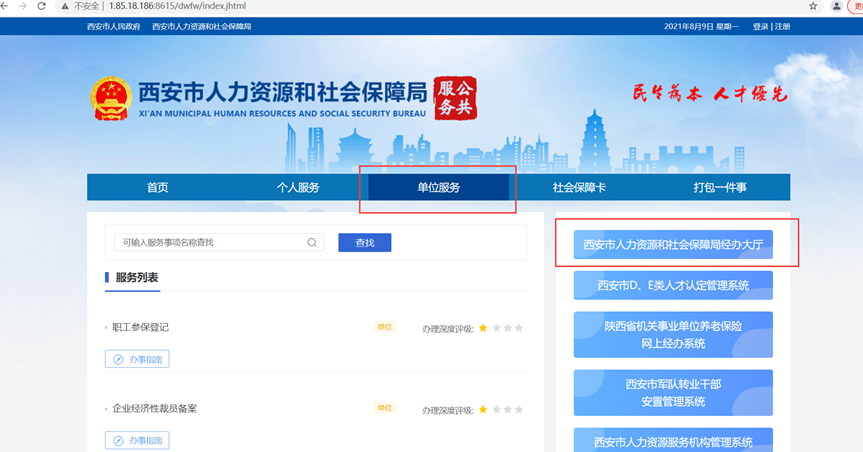 不安全 | 1.85.18.186:8615/dwfw/index.jhtml
西安市人民政府 西安市人力资源和社会保障局 2021年8月9日 星期一 登录 | 注册
西安市人力资源和社会保障局 公共服务
XI'AN MUNICIPAL HUMAN RESOURCES AND SOCIAL SECURITY BUREAU
民生为本 人才优先
首页 个人服务 单位服务 社会保障卡 打包一件事
可输入服务事项名称查找 查找
服务列表
职工参保登记 单位 办理深度评级:
办事指南
企业经济性裁员备案 单位 办理深度评级:
办事指南
西安市人力资源和社会保障局经办大厅
西安市D、E类人才认定管理系统
陕西省机关事业单位养老保险
网上经办系统
西安市军队转业干部
安置管理系统
西安市人力资源服务机构管理系统